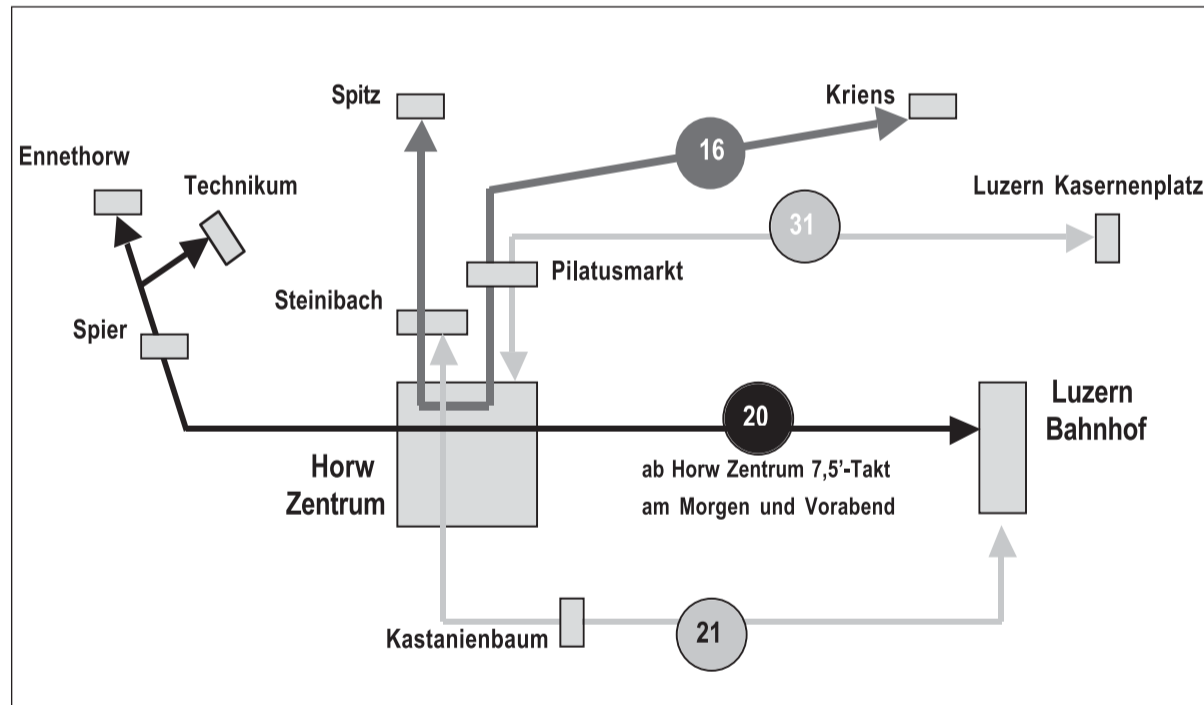 Spitz
Kriens
16
Ennethorw
Technikum
Luzern Kasernenplatz
31
Pilatusmarkt
Steinibach
Spier
20
Luzern
Bahnhof
Horw
Zentrum
ab Horw Zentrum 7,5’-Takt
am Morgen und Vorabend
Kastanienbaum
21